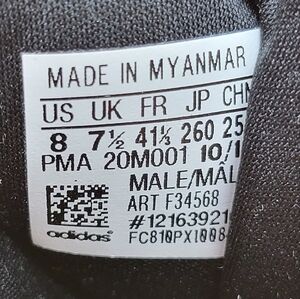 MADE IN MYANMAR
US UK FR JP CHN
8 7½ 41⅓ 260 25
PMA 20M001 10/1
MALE/MÂL
ART F34568
#12163921
adidas
FC810PX1008